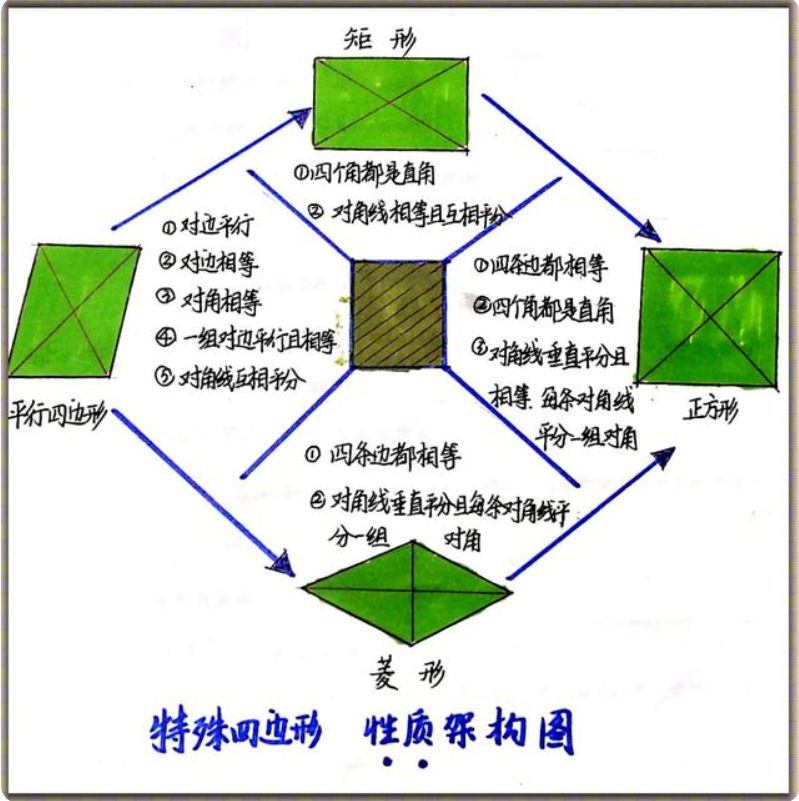 矩 形
①四个角都是直角
② 对角线相等且互相平分
①对边平行
②对边相等
③ 对角相等
④ 一组对边平行且相等
⑤ 对角线互相平分
平行四边形
①四条边都相等
②四个角都是直角
③对角线垂直平分且
相等.每条对角线
平分一组对角
正方形
① 四条边都相等
② 对角线垂直平分且每条对角线平
分一组 对角
菱 形
特殊四边形 性质架构图